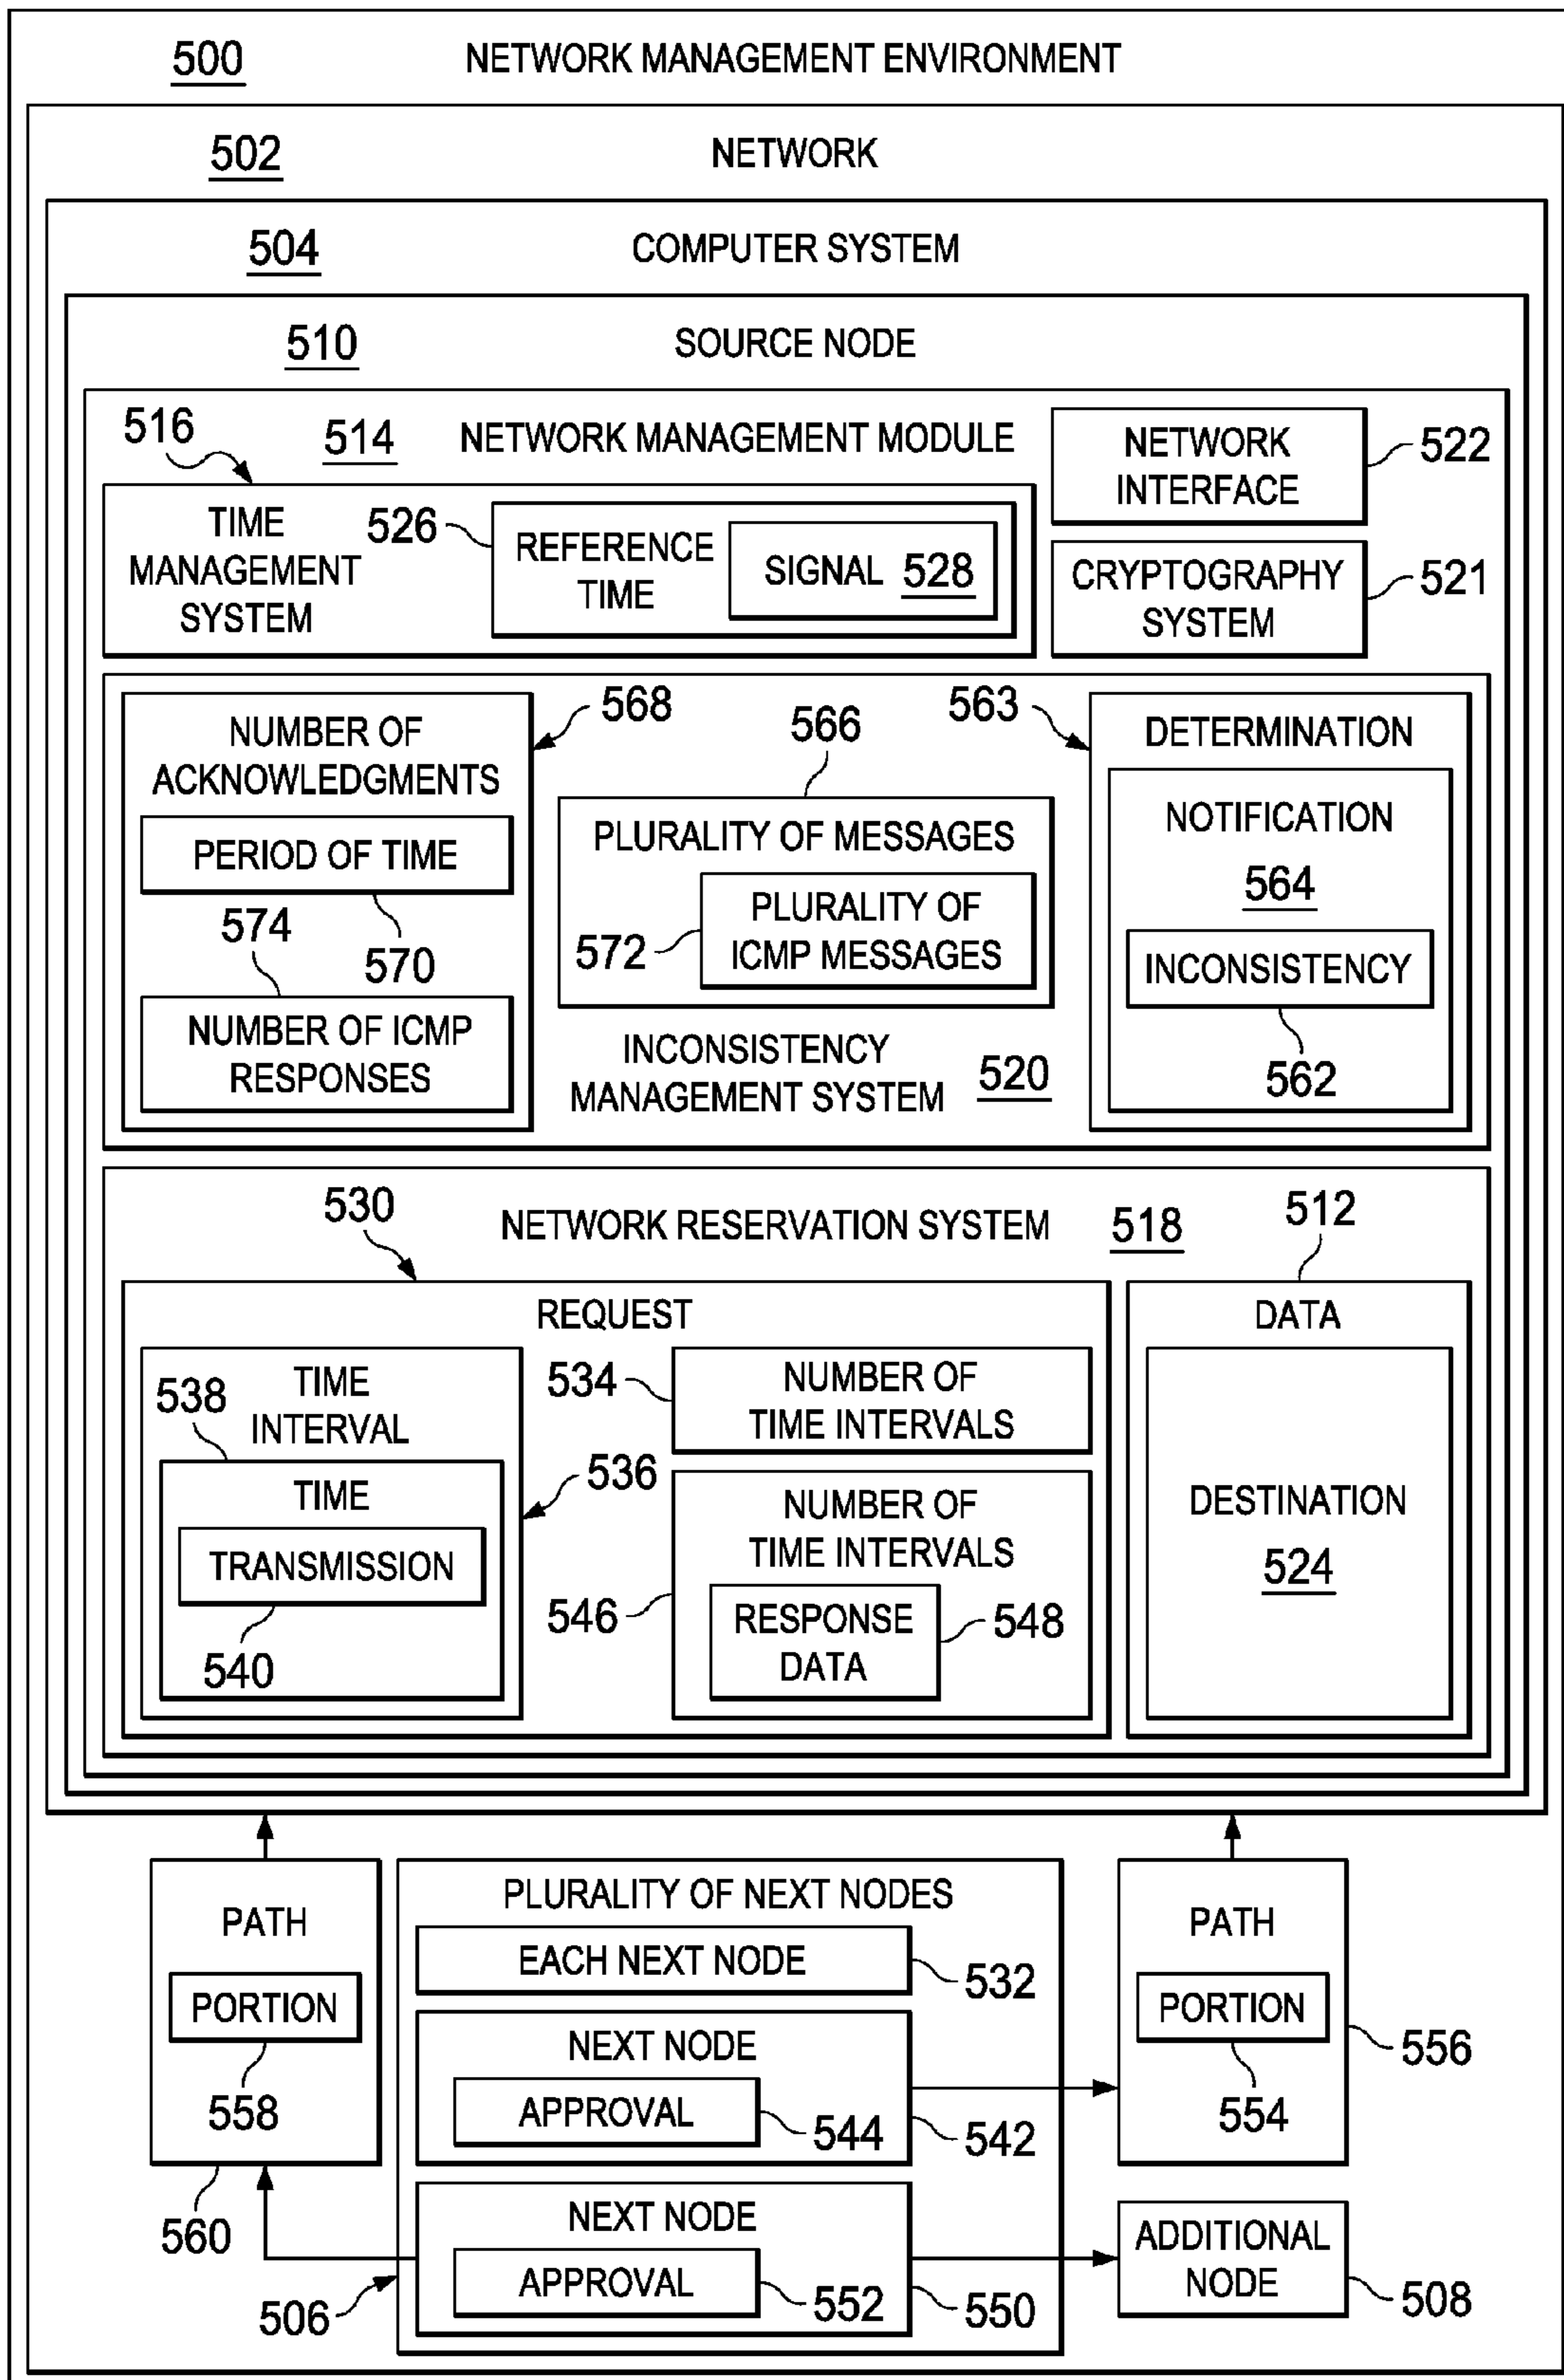 500 NETWORK MANAGEMENT ENVIRONMENT
502 NETWORK
504 COMPUTER SYSTEM
510 SOURCE NODE
516
514 NETWORK MANAGEMENT MODULE
TIME
MANAGEMENT
SYSTEM
526
REFERENCE
TIME
SIGNAL 528
NETWORK
INTERFACE
522
CRYPTOGRAPHY
SYSTEM
521
NUMBER OF
ACKNOWLEDGMENTS
568
PERIOD OF TIME
570
574
NUMBER OF ICMP
RESPONSES
566
PLURALITY OF MESSAGES
PLURALITY OF
ICMP MESSAGES
572
INCONSISTENCY
MANAGEMENT SYSTEM
520
563
DETERMINATION
NOTIFICATION
564
INCONSISTENCY
562
530
NETWORK RESERVATION SYSTEM 518
512
REQUEST
TIME
INTERVAL
538
TIME
TRANSMISSION
540
536
534
NUMBER OF
TIME INTERVALS
NUMBER OF
TIME INTERVALS
546
RESPONSE
DATA
548
DATA
DESTINATION
524
PATH
PORTION
558
560
PLURALITY OF NEXT NODES
EACH NEXT NODE
532
NEXT NODE
APPROVAL
544
542
NEXT NODE
APPROVAL
552
550
506
PATH
PORTION
554
556
ADDITIONAL
NODE
508